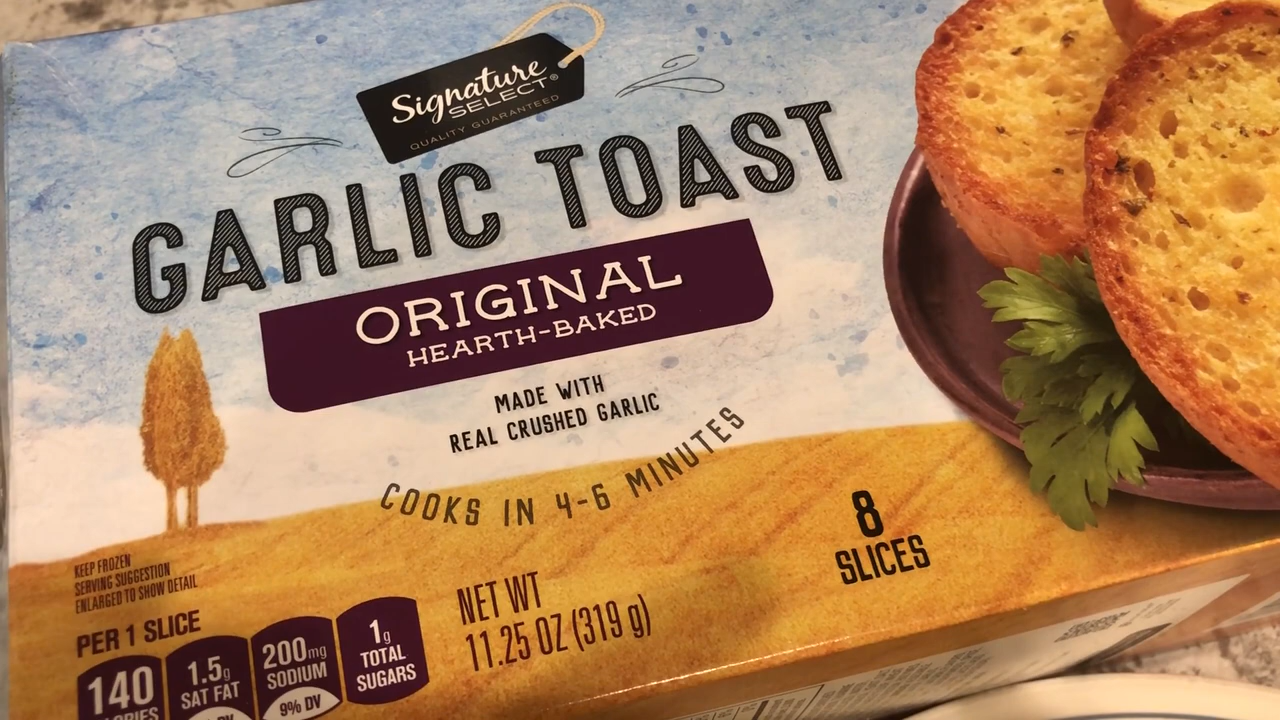 Signature
SELECT®
QUALITY GUARANTEED
GARLIC TOAST
ORIGINAL
HEARTH-BAKED
MADE WITH
REAL CRUSHED GARLIC
COOKS IN 4-6 MINUTES
8
SLICES
KEEP FROZEN
SERVING SUGGESTION
ENLARGED TO SHOW DETAIL
PER 1 SLICE
140
1.5g
SAT FAT
DV
200mg
SODIUM
9% DV
1g
TOTAL
SUGARS
NET WT
11.25 OZ (319 g)